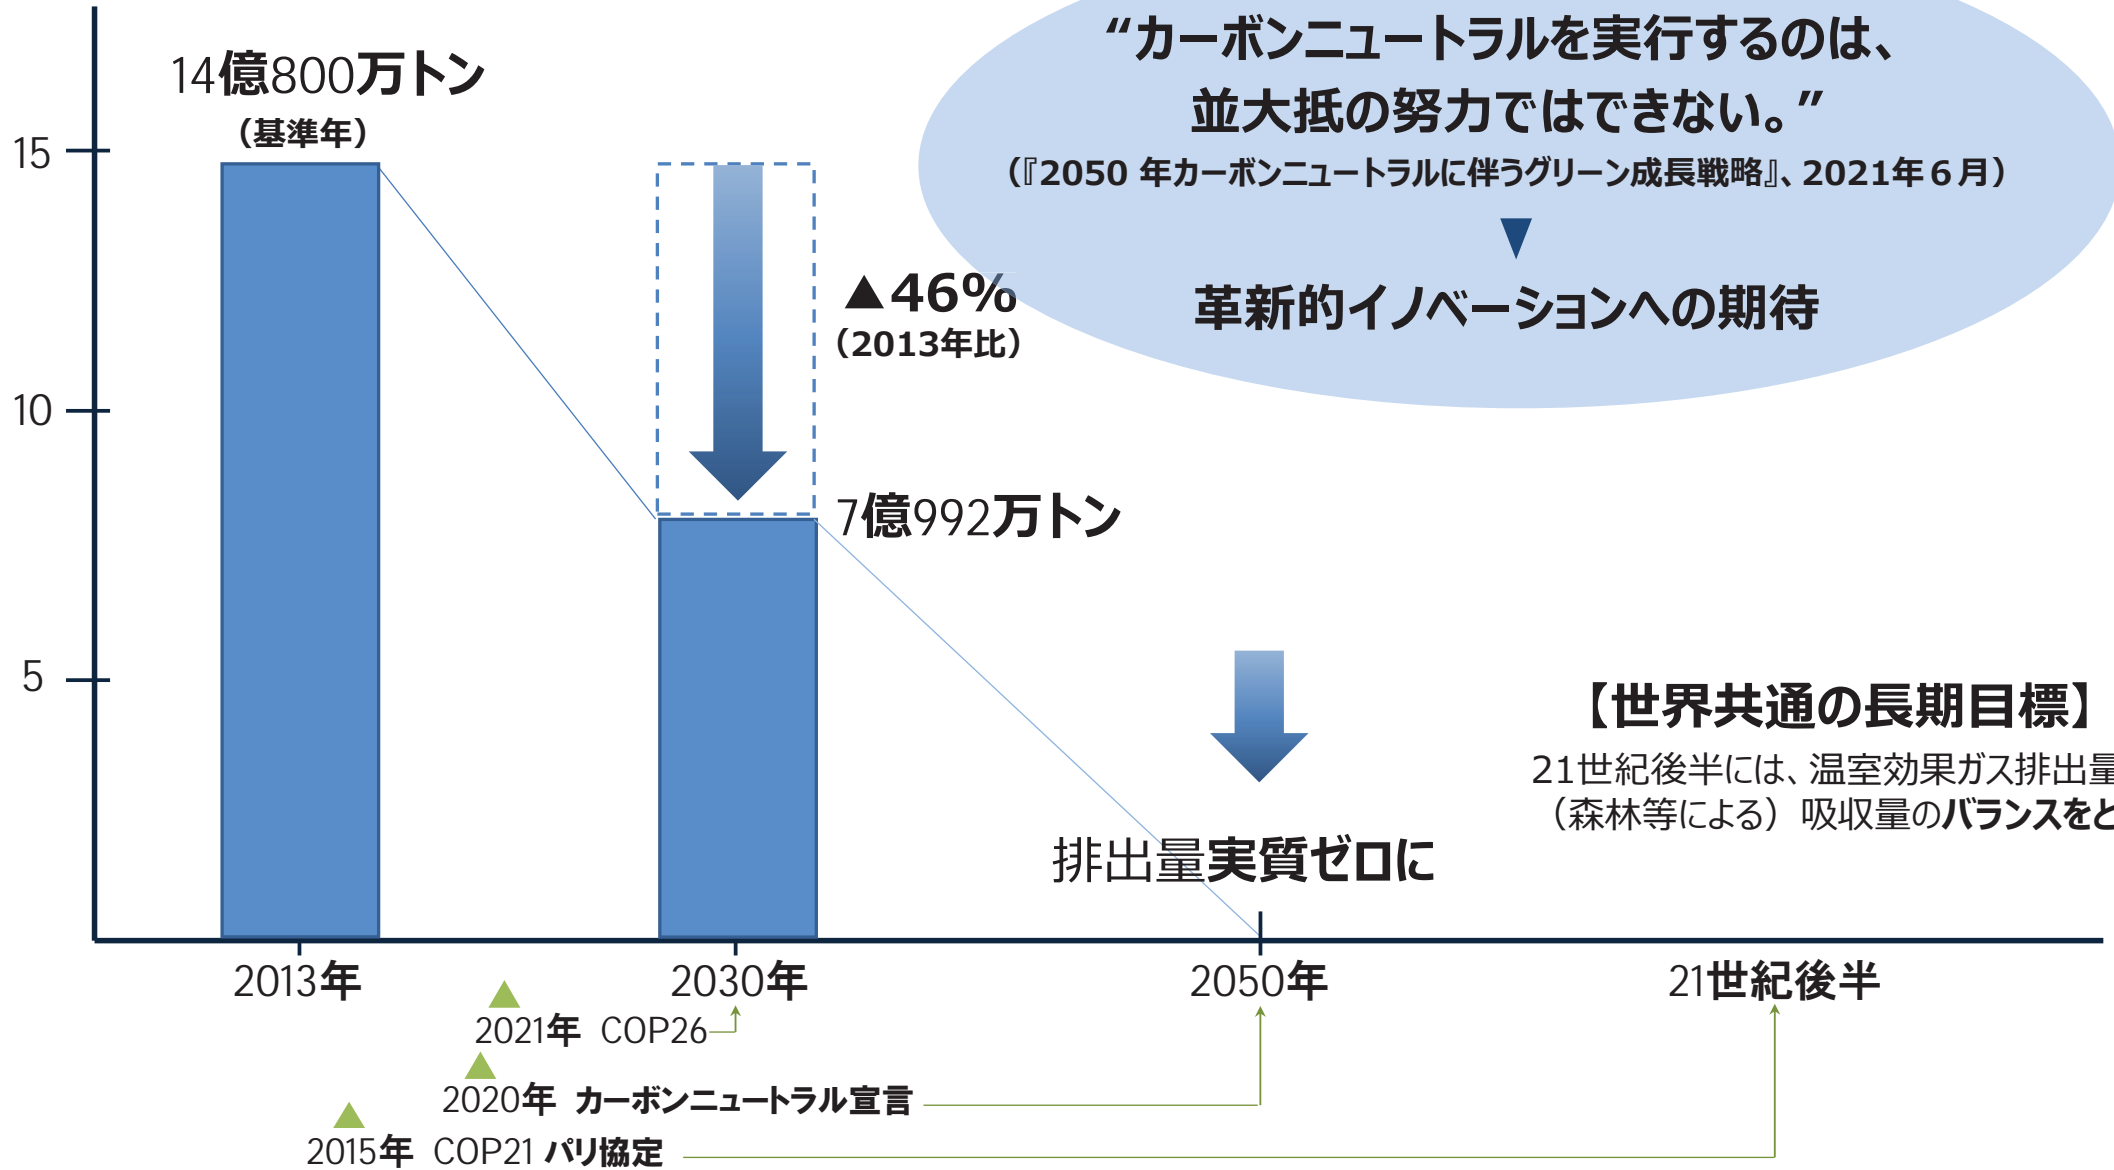 “カーボンニュートラルを実行するのは、
並大抵の努力ではできない。”
（『2050 年カーボンニュートラルに伴うグリーン成長戦略』、2021年６月）
▼
革新的イノベーションへの期待
14億800万トン
（基準年）
15
10
5
▲46%
（2013年比）
7億992万トン
排出量実質ゼロに
【世界共通の長期目標】
21世紀後半には、温室効果ガス排出量
（森林等による）吸収量のバランスをと
2013年
2030年
2050年
21世紀後半
2021年 COP26
2020年 カーボンニュートラル宣言
2015年 COP21 パリ協定